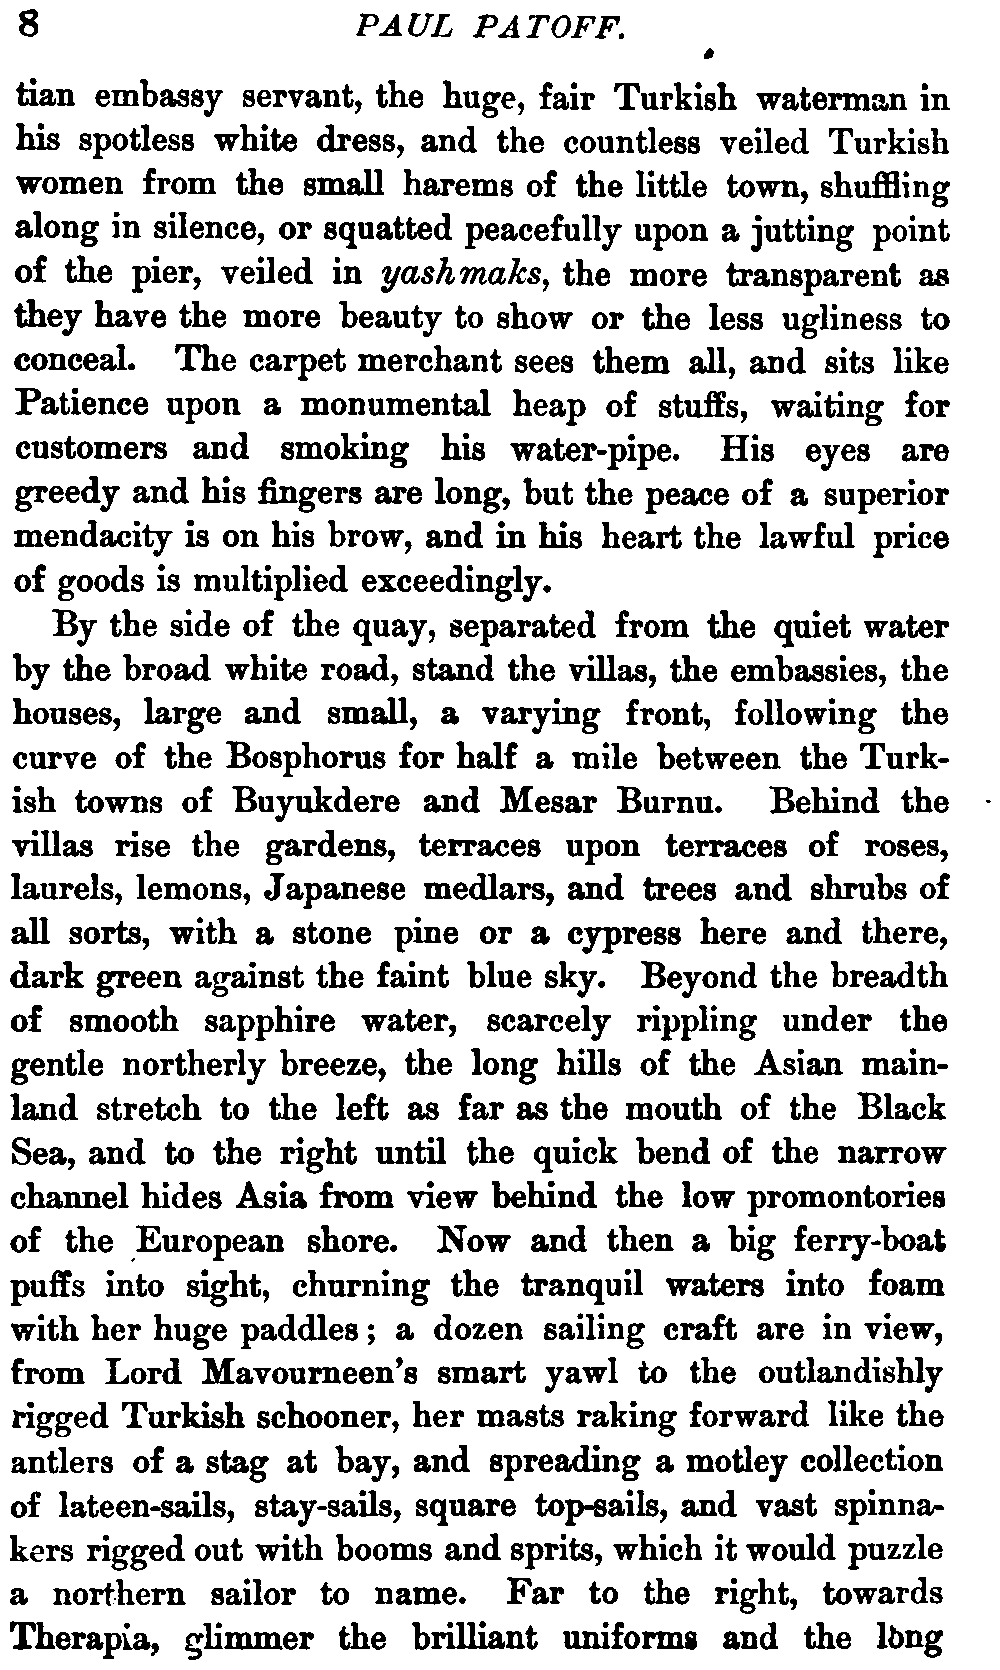 8 PAUL PATOFF.
tian embassy servant, the huge, fair Turkish waterman in
his spotless white dress, and the countless veiled Turkish
women from the small harems of the little town, shuffling
along in silence, or squatted peacefully upon a jutting point
of the pier, veiled in yashmaks, the more transparent as
they have the more beauty to show or the less ugliness to
conceal. The carpet merchant sees them all, and sits like
Patience upon a monumental heap of stuffs, waiting for
customers and smoking his water-pipe. His eyes are
greedy and his fingers are long, but the peace of a superior
mendacity is on his brow, and in his heart the lawful price
of goods is multiplied exceedingly.
By the side of the quay, separated from the quiet water
by the broad white road, stand the villas, the embassies, the
houses, large and small, a varying front, following the
curve of the Bosphorus for half a mile between the Turk-
ish towns of Buyukdere and Mesar Burnu. Behind the
villas rise the gardens, terraces upon terraces of roses,
laurels, lemons, Japanese medlars, and trees and shrubs of
all sorts, with a stone pine or a cypress here and there,
dark green against the faint blue sky. Beyond the breadth
of smooth sapphire water, scarcely rippling under the
gentle northerly breeze, the long hills of the Asian main-
land stretch to the left as far as the mouth of the Black
Sea, and to the right until the quick bend of the narrow
channel hides Asia from view behind the low promontories
of the European shore. Now and then a big ferry-boat
puffs into sight, churning the tranquil waters into foam
with her huge paddles; a dozen sailing craft are in view,
from Lord Mavourneen's smart yawl to the outlandishly
rigged Turkish schooner, her masts raking forward like the
antlers of a stag at bay, and spreading a motley collection
of lateen-sails, stay-sails, square top-sails, and vast spinna-
kers rigged out with booms and sprits, which it would puzzle
a northern sailor to name. Far to the right, towards
Therapia, glimmer the brilliant uniforms and the long